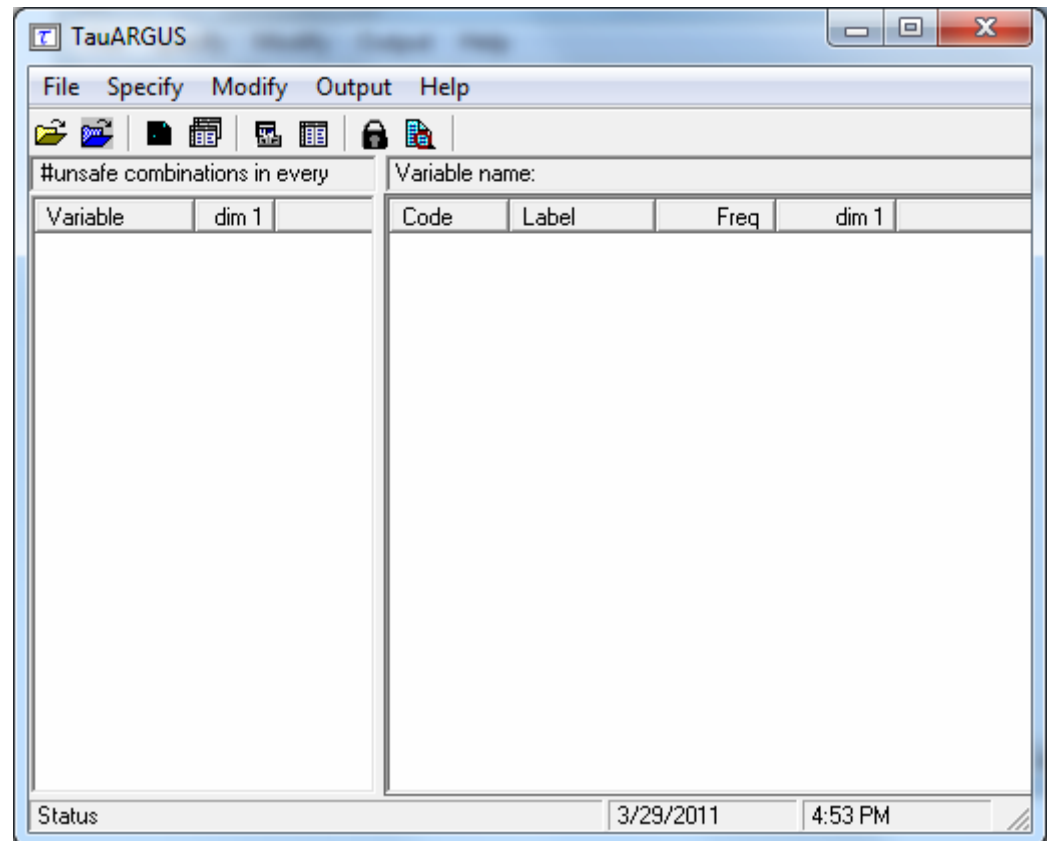 TauARGUS
File Specify Modify Output Help
#unsafe combinations in every Variable name:
Variable dim 1 Code Label Freq dim 1
Status 3/29/2011 4:53 PM